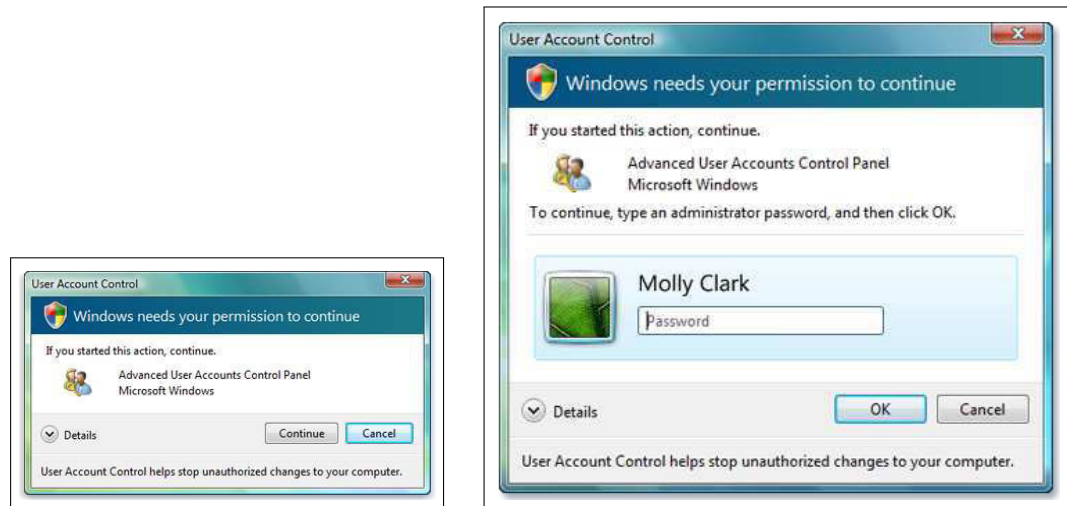 User Account Control
Windows needs your permission to continue
If you started this action, continue.
Advanced User Accounts Control Panel
Microsoft Windows
Details
Continue
Cancel
User Account Control helps stop unauthorized changes to your computer.
User Account Control
Windows needs your permission to continue
If you started this action, continue.
Advanced User Accounts Control Panel
Microsoft Windows
To continue, type an administrator password, and then click OK.
Molly Clark
Password
Details
OK
Cancel
User Account Control helps stop unauthorized changes to your computer.